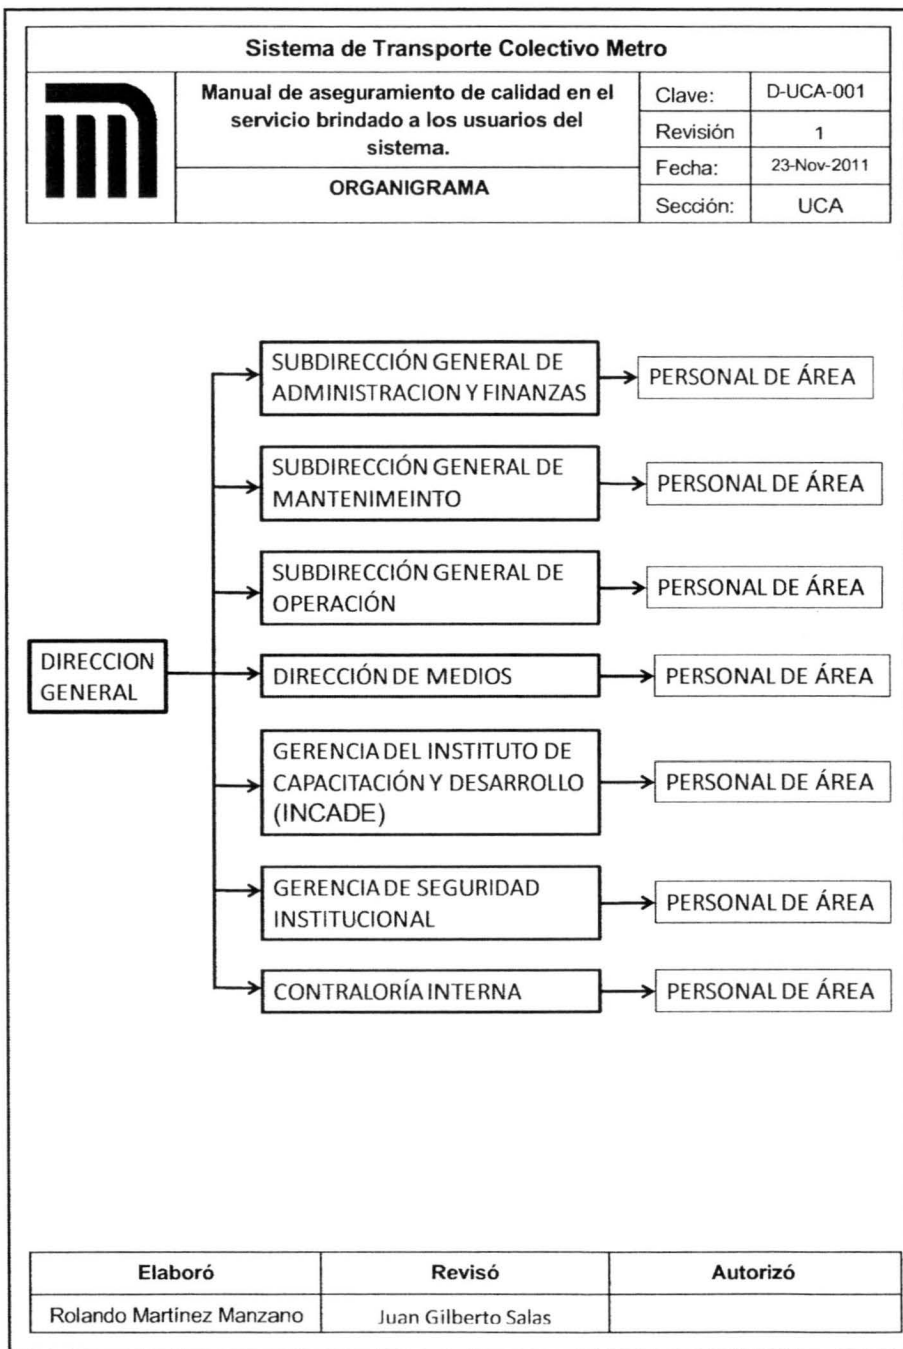 Sistema de Transporte Colectivo Metro
Manual de aseguramiento de calidad en el
servicio brindado a los usuarios del
sistema.
ORGANIGRAMA
Clave: D-UCA-001
Revisión 1
Fecha: 23-Nov-2011
Sección: UCA
SUBDIRECCIÓN GENERAL DE
ADMINISTRACION Y FINANZAS
PERSONAL DE ÁREA
SUBDIRECCIÓN GENERAL DE
MANTENIMEINTO
PERSONAL DE ÁREA
SUBDIRECCIÓN GENERAL DE
OPERACIÓN
PERSONAL DE ÁREA
DIRECCION
GENERAL
DIRECCIÓN DE MEDIOS
PERSONAL DE ÁREA
GERENCIA DEL INSTITUTO DE
CAPACITACIÓN Y DESARROLLO
(INCADE)
PERSONAL DE ÁREA
GERENCIA DE SEGURIDAD
INSTITUCIONAL
PERSONAL DE ÁREA
CONTRALORÍA INTERNA
PERSONAL DE ÁREA
Elaboró Revisó Autorizó
Rolando Martinez Manzano Juan Gilberto Salas